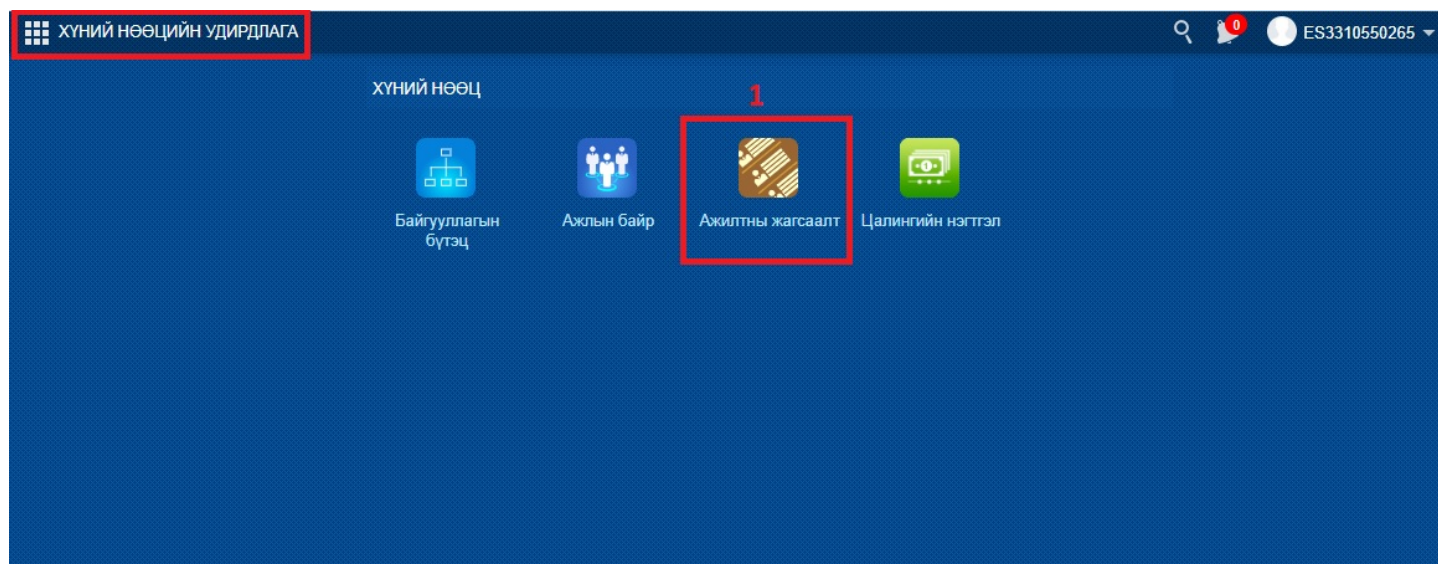 ХҮНИЙ НӨӨЦИЙН УДИРДЛАГА
0
ES3310550265
ХҮНИЙ НӨӨЦ
1
Байгууллагын
бүтэц
Ажлын байр
Ажилтны жагсаалт
Цалингийн нэгтгэл